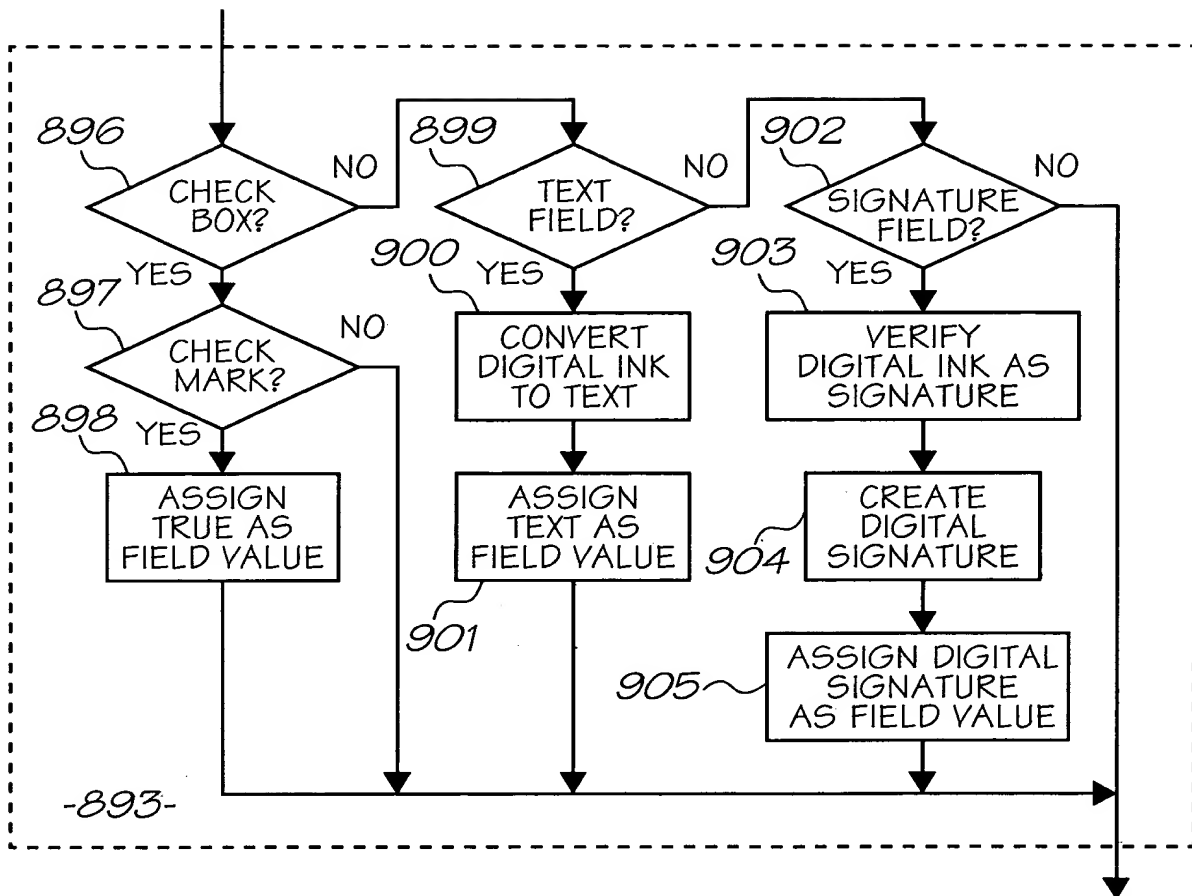 896
CHECK
BOX?
NO
YES
897
CHECK
MARK?
NO
YES
898
ASSIGN
TRUE AS
FIELD VALUE
899
TEXT
FIELD?
NO
YES
900
CONVERT
DIGITAL INK
TO TEXT
ASSIGN
TEXT AS
FIELD VALUE
901
902
SIGNATURE
FIELD?
NO
YES
903
VERIFY
DIGITAL INK AS
SIGNATURE
CREATE
DIGITAL
SIGNATURE
904
ASSIGN DIGITAL
SIGNATURE
AS FIELD VALUE
905
-893-